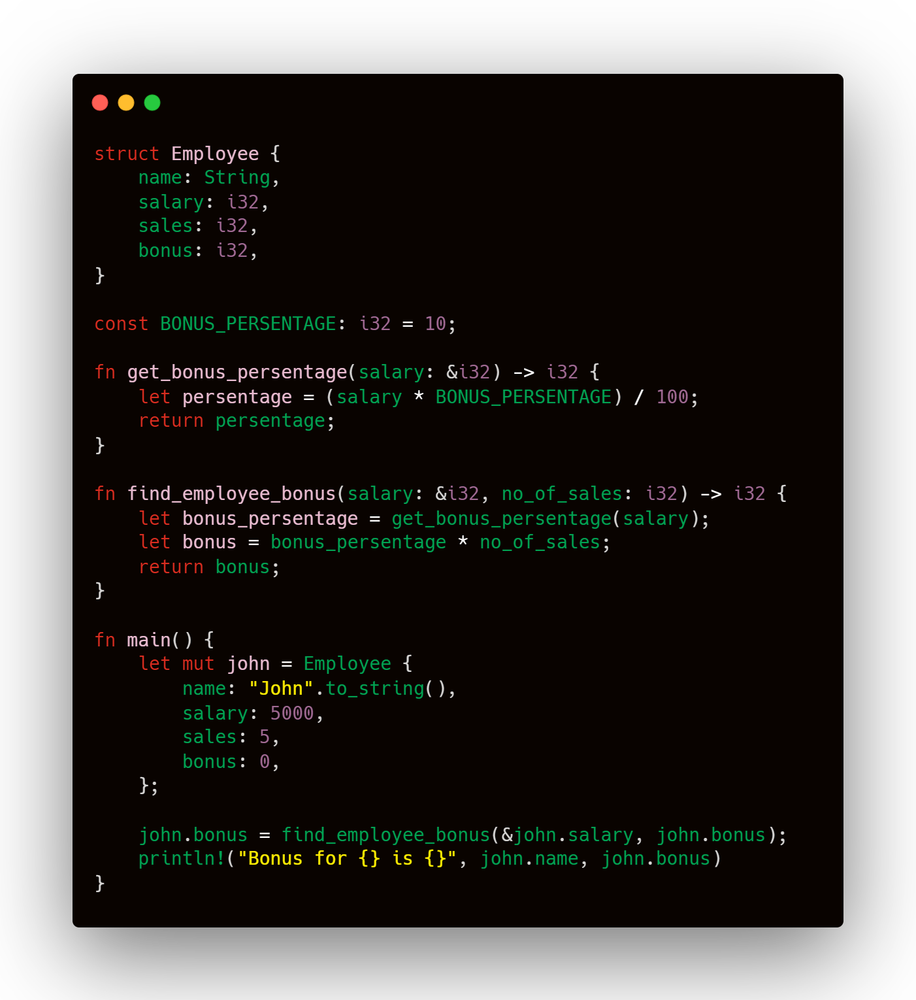 struct Employee {
    name: String,
    salary: i32,
    sales: i32,
    bonus: i32,
}

const BONUS_PERSENTAGE: i32 = 10;

fn get_bonus_persentage(salary: &i32) -> i32 {
    let persentage = (salary * BONUS_PERSENTAGE) / 100;
    return persentage;
}

fn find_employee_bonus(salary: &i32, no_of_sales: i32) -> i32 {
    let bonus_persentage = get_bonus_persentage(salary);
    let bonus = bonus_persentage * no_of_sales;
    return bonus;
}

fn main() {
    let mut john = Employee {
        name: "John".to_string(),
        salary: 5000,
        sales: 5,
        bonus: 0,
    };

    john.bonus = find_employee_bonus(&john.salary, john.bonus);
    println!("Bonus for {} is {}", john.name, john.bonus)
}